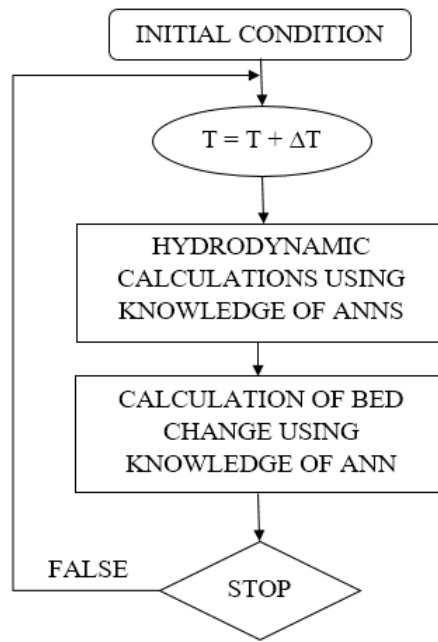 INITIAL CONDITION
T = T + ΔT
HYDRODYNAMIC
CALCULATIONS USING
KNOWLEDGE OF ANNS
CALCULATION OF BED
CHANGE USING
KNOWLEDGE OF ANN
FALSE
STOP